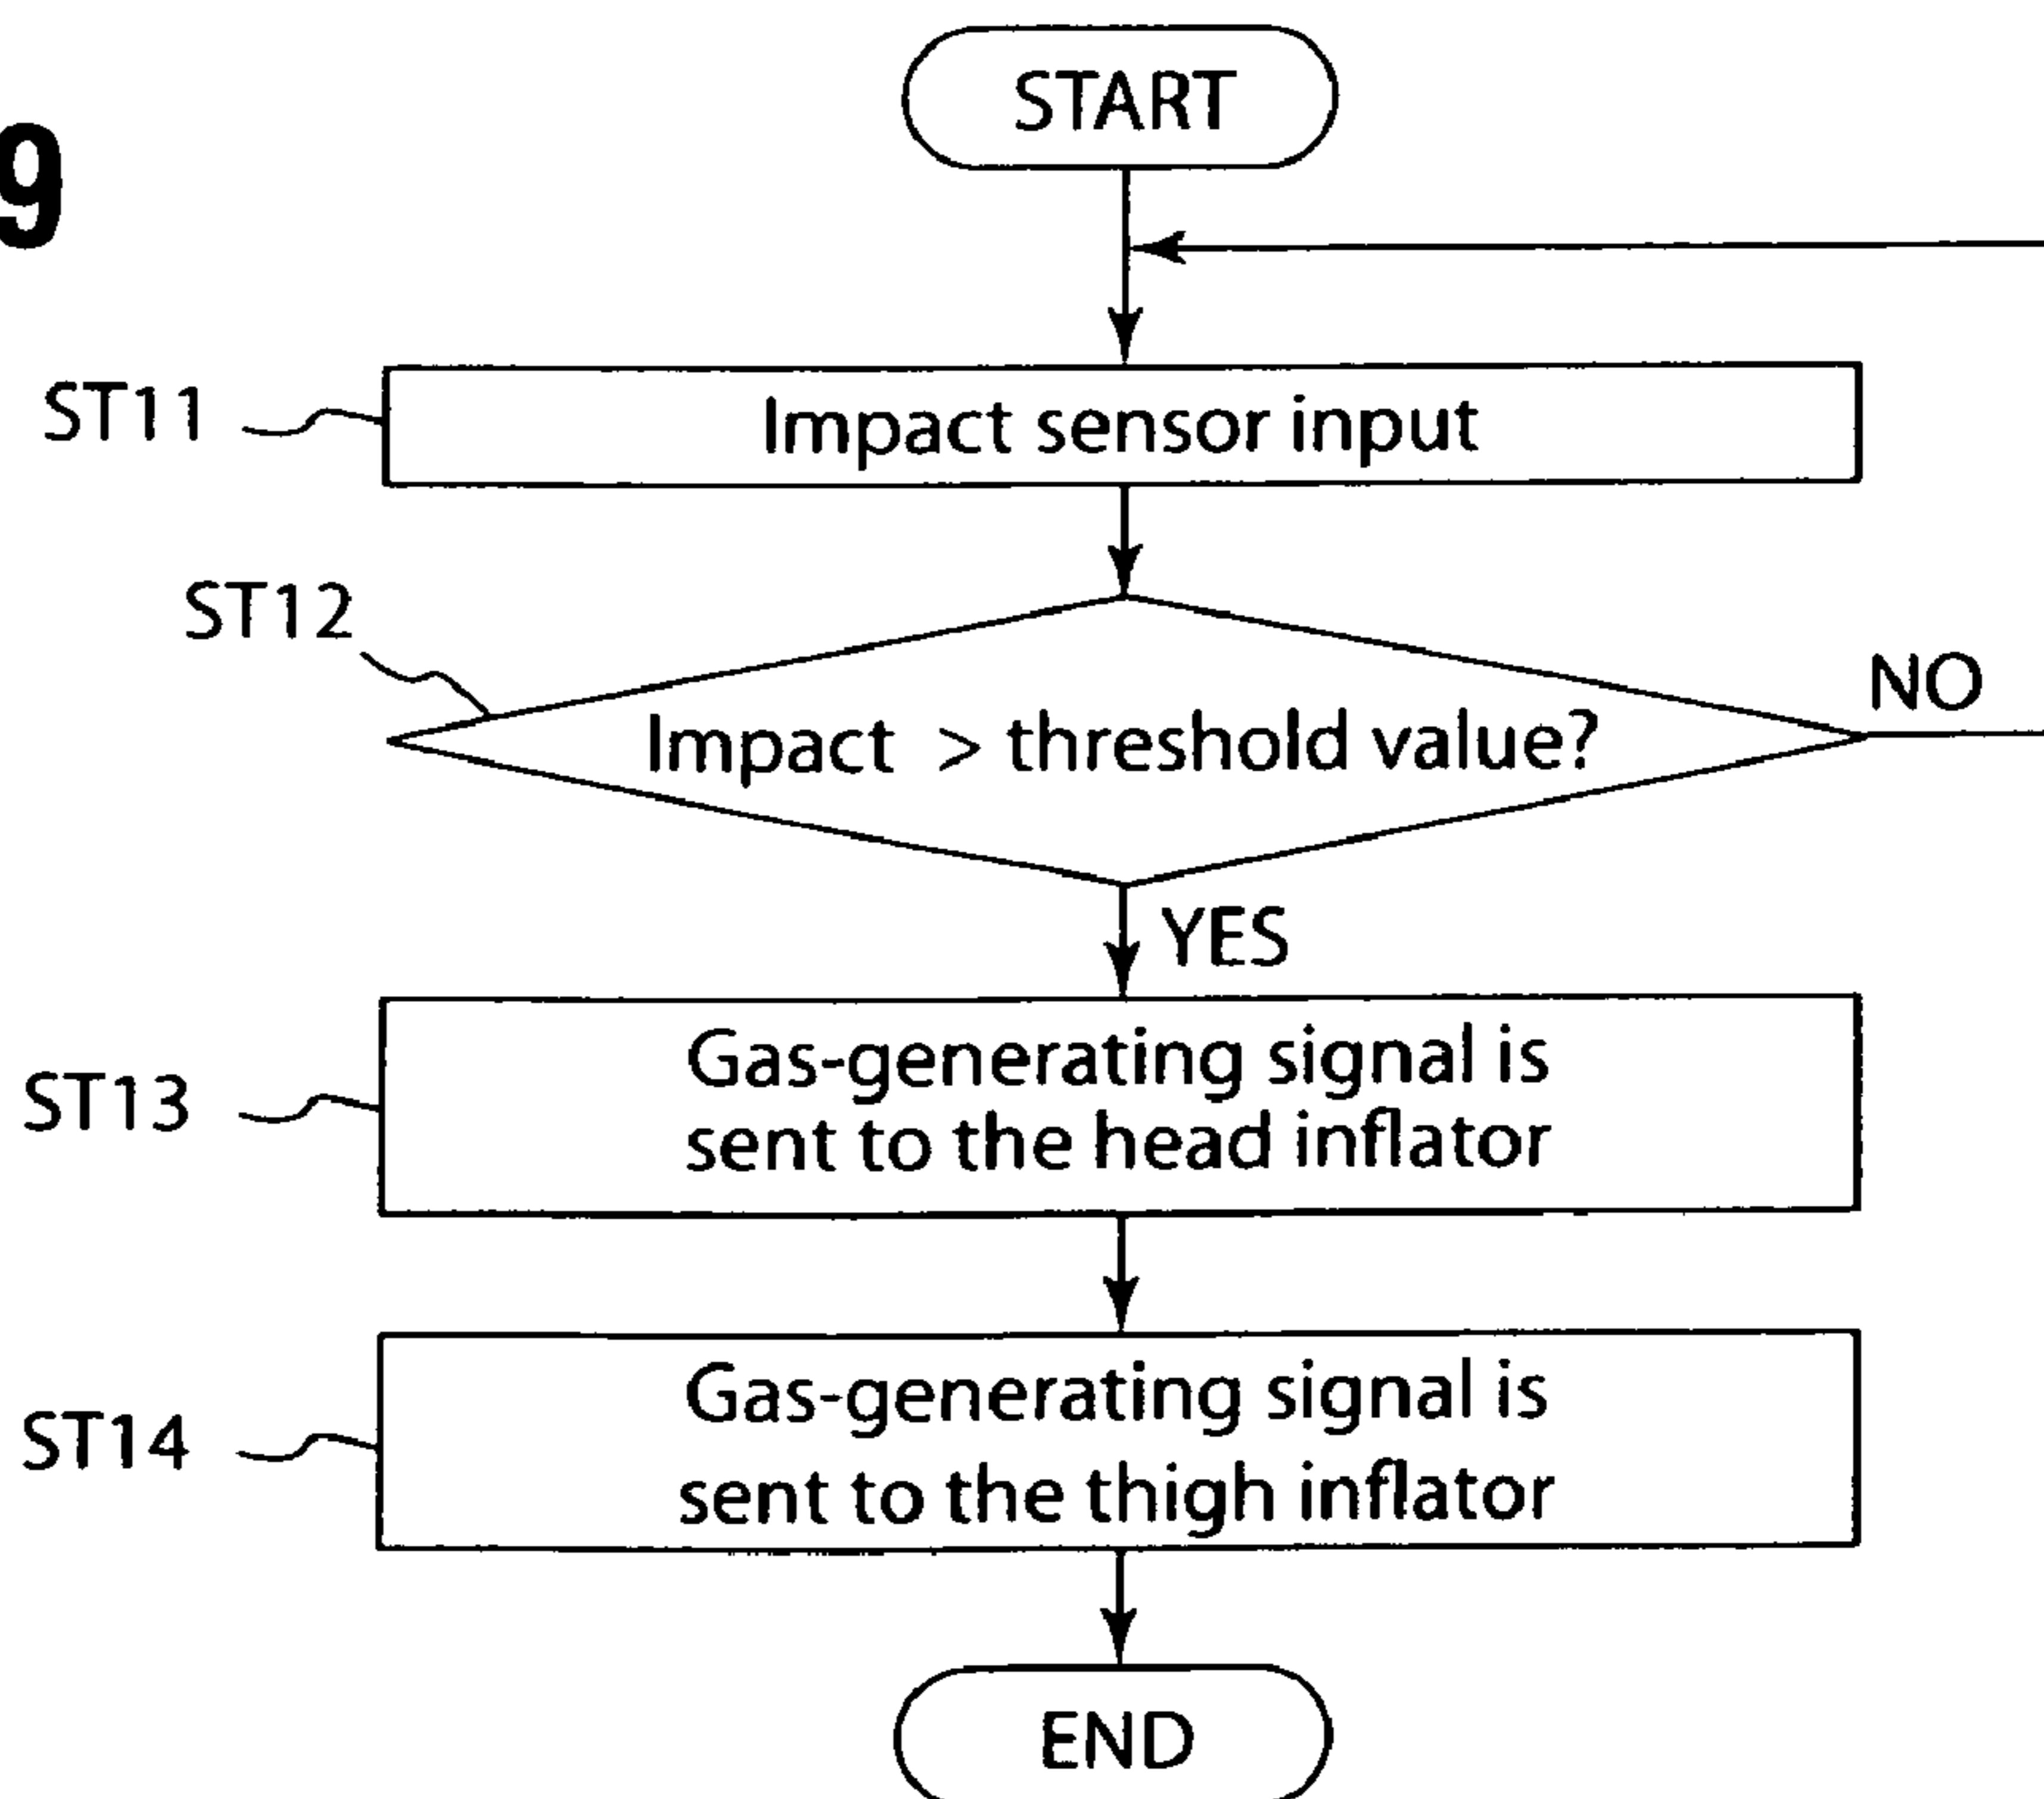 9
START
ST11
Impact sensor input
ST12
Impact > threshold value?
NO
YES
ST13
Gas-generating signal is
sent to the head inflator
ST14
Gas-generating signal is
sent to the thigh inflator
END